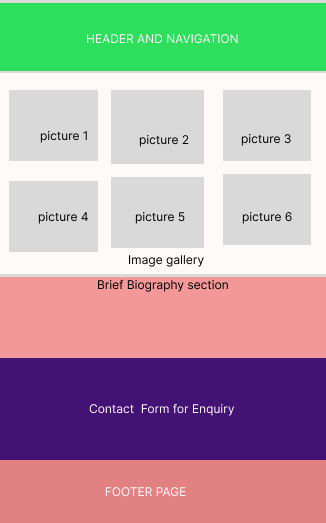 HEADER AND NAVIGATION
picture 1
picture 2
picture 3
picture 4
picture 5
picture 6
Image gallery
Brief Biography section
Contact  Form for Enquiry
FOOTER PAGE